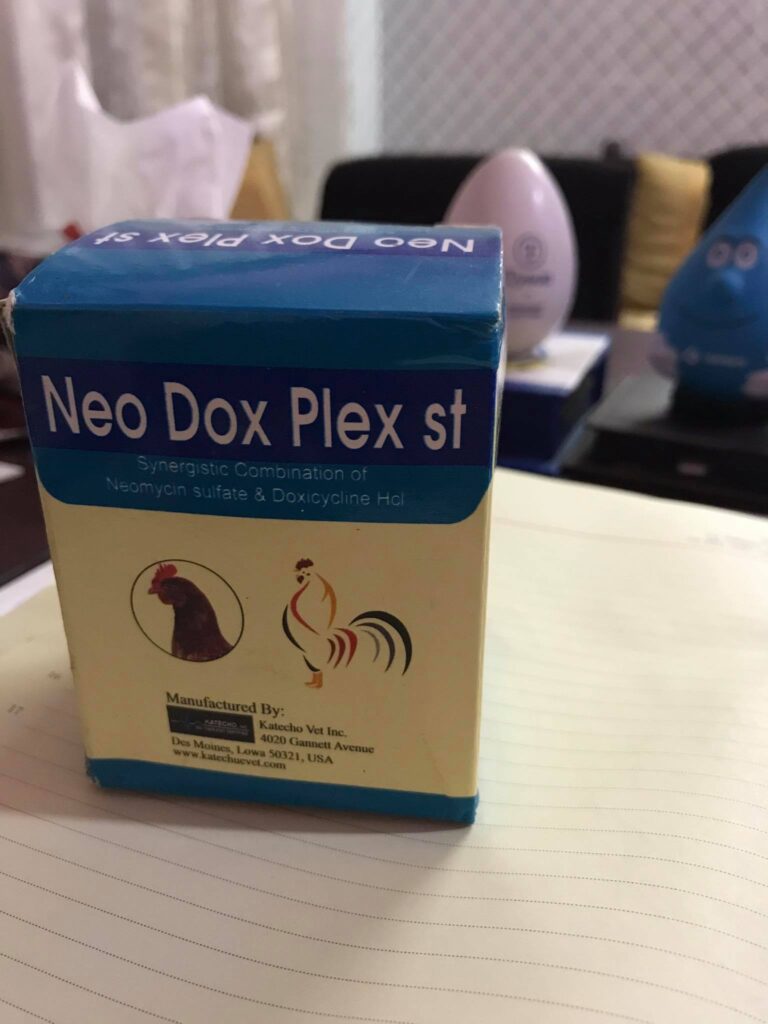 Neo Dox Plex st
Neo Dox Plex st
Synergistic Combination of
Neomycin sulfate & Doxicycline Hcl
Manufactured By:
KATECHO
Katecho Vet Inc.
4020 Gannett Avenue
Des Moines, Lowa 50321, USA
www.katechuevet.com